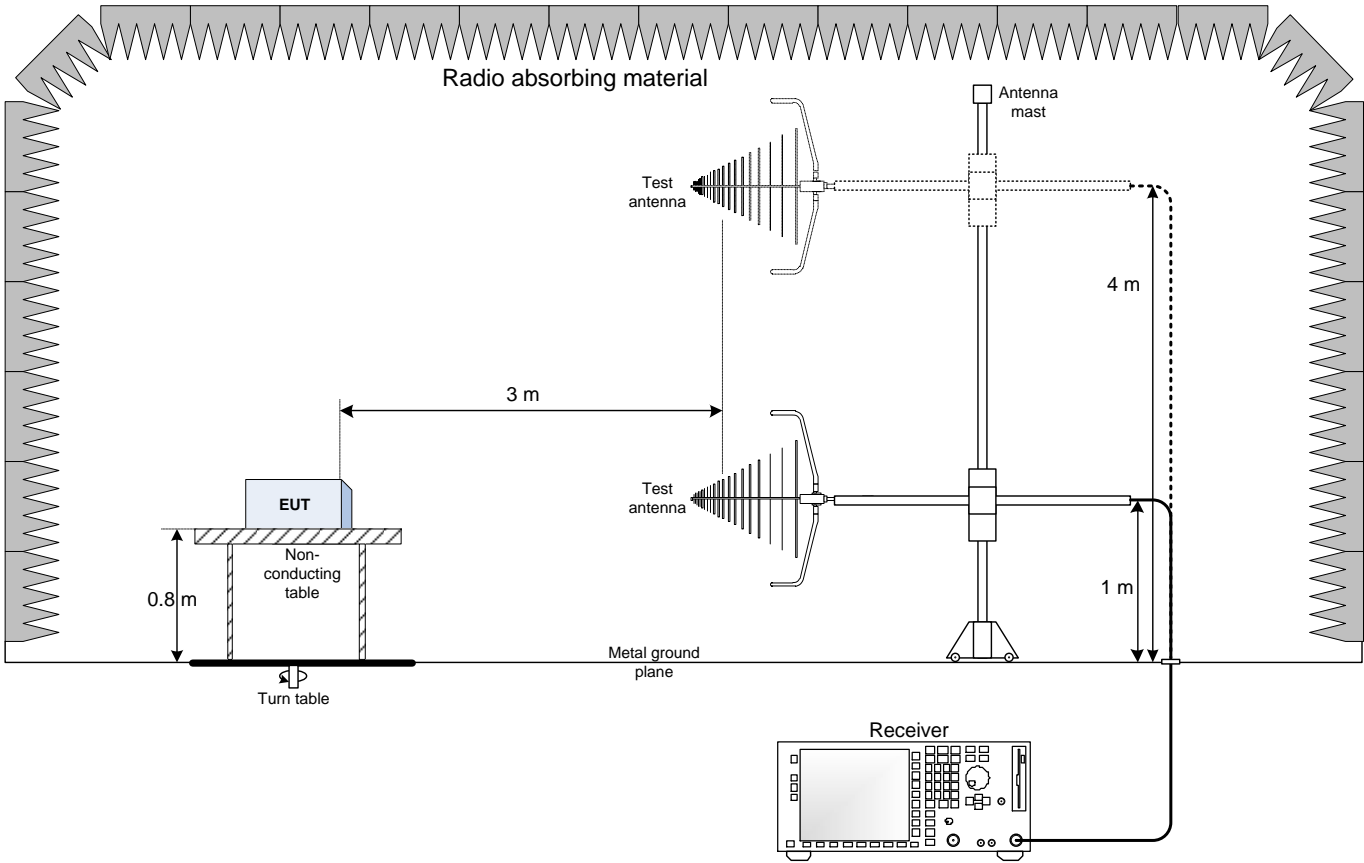 Radio absorbing material
Antenna
mast
Test
antenna
4 m
3 m
Test
antenna
EUT
Non-
conducting
table
0.8 m
1 m
Metal ground
plane
Turn table
Receiver